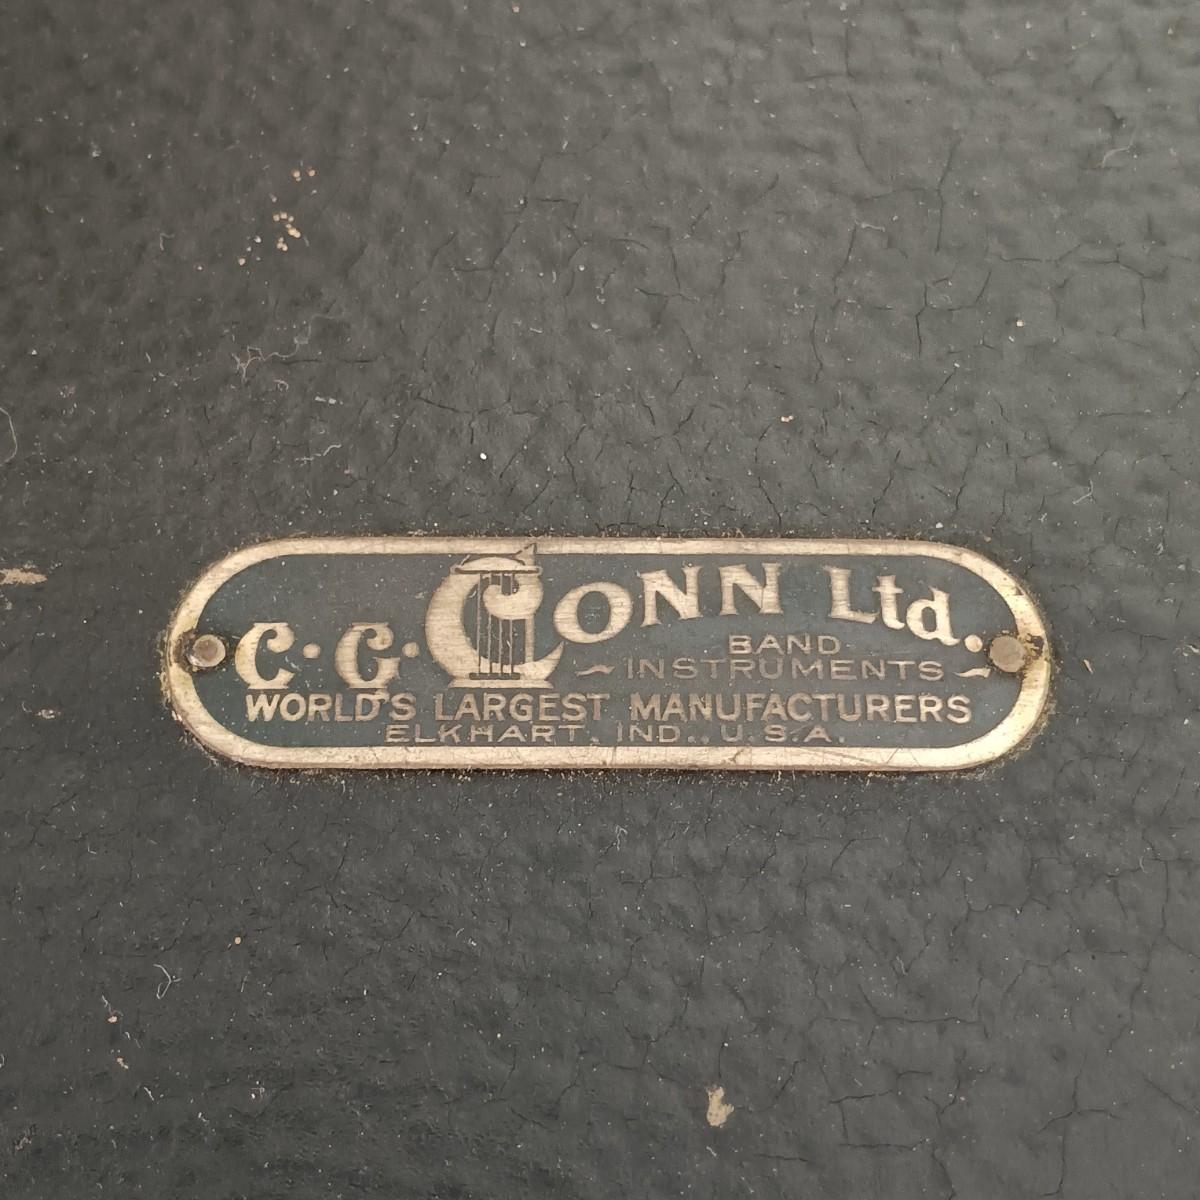 C. G. CONN Ltd.
BAND
~ INSTRUMENTS ~
WORLD'S LARGEST MANUFACTURERS
ELKHART, IND., U.S.A.